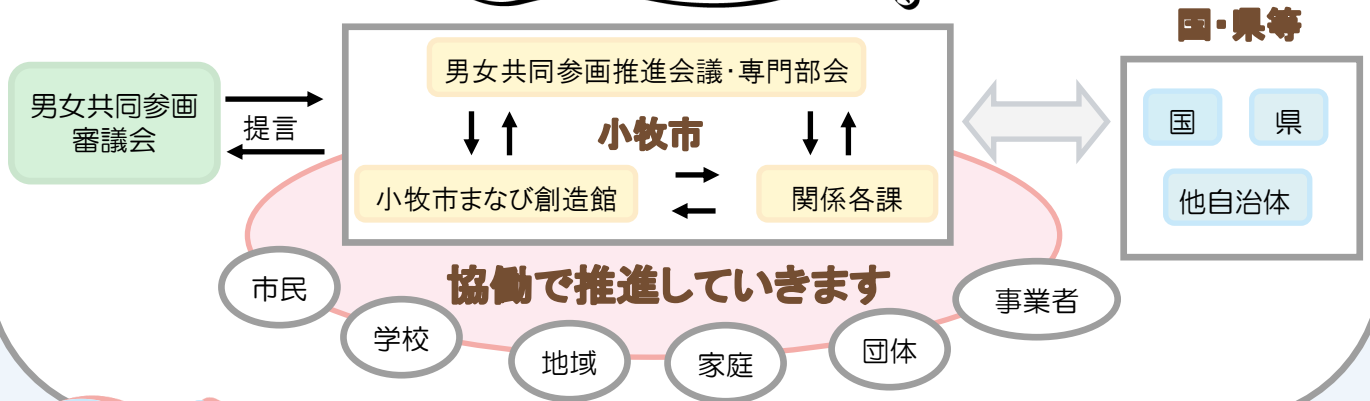 国・県等
男女共同参画推進会議・専門部会
男女共同参画
審議会
提言
小牧市
国
県
小牧市まなび創造館
関係各課
他自治体
協働で推進していきます
市民
事業者
学校
団体
地域
家庭